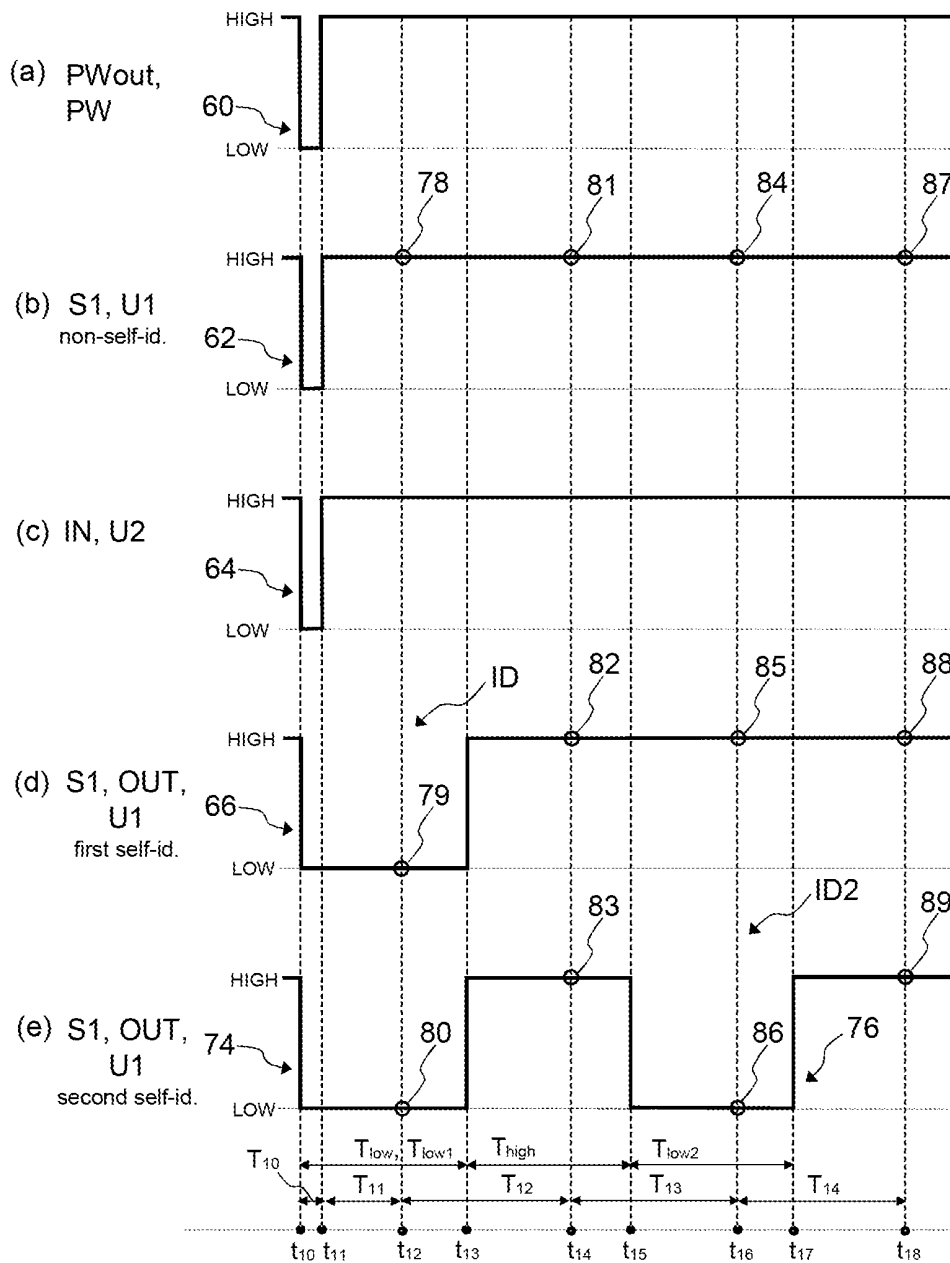 HIGH
(a) PWout,
PW
60
LOW
78
81
84
87
HIGH
(b) S1, U1
non-self-id.
62
LOW
HIGH
(c) IN, U2
64
LOW
ID
82
85
88
HIGH
(d) S1, OUT,
U1
first self-id.
66
79
LOW
83
ID2
89
HIGH
(e) S1, OUT,
U1
second self-id.
74
80
86
76
LOW
Tlow, Tlow1 Thigh Tlow2
T10 T11 T12 T13 T14
t10 t11 t12 t13 t14 t15 t16 t17 t18